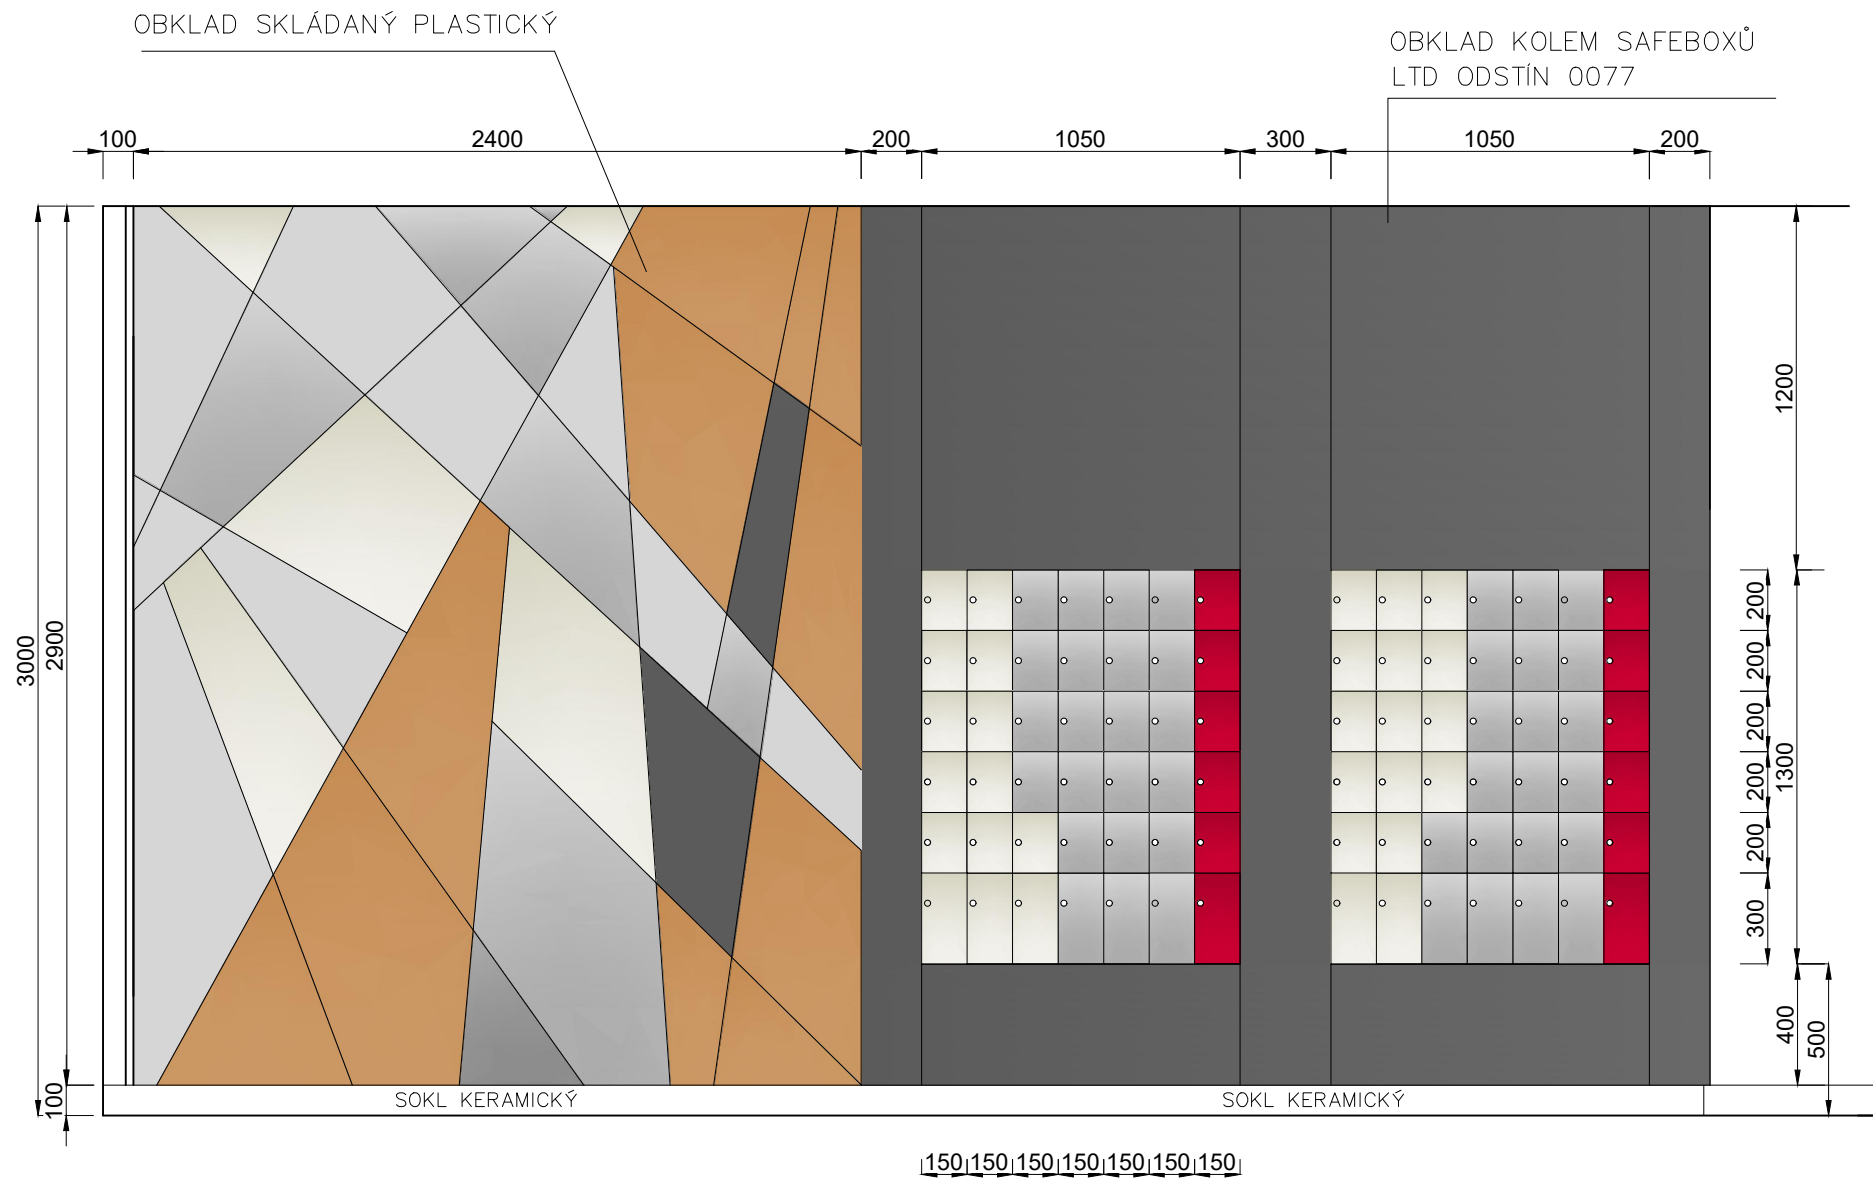 OBKLAD SKLÁDANÝ PLASTICKÝ
OBKLAD KOLEM SAFEBOXŮ
LTD ODSTÍN 0077
100 2400 200 1050 300 1050 200
3000
2900
100
1200
200
200
200
200
200
300
1300
400
500
SOKL KERAMICKÝ
SOKL KERAMICKÝ
150 150 150 150 150 150 150